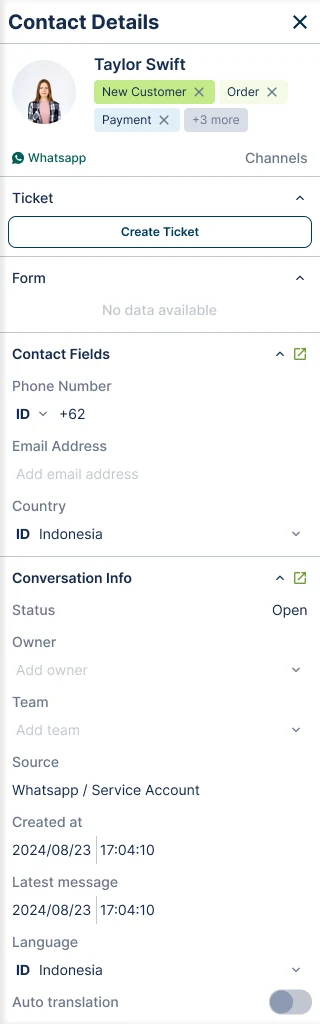 Contact Details
Taylor Swift
New Customer
Order
Payment
+3 more
Whatsapp
Channels
Ticket
Create Ticket
Form
No data available
Contact Fields
Phone Number
ID +62
Email Address
Add email address
Country
ID Indonesia
Conversation Info
Status Open
Owner
Add owner
Team
Add team
Source
Whatsapp / Service Account
Created at
2024/08/23 17:04:10
Latest message
2024/08/23 17:04:10
Language
ID Indonesia
Auto translation